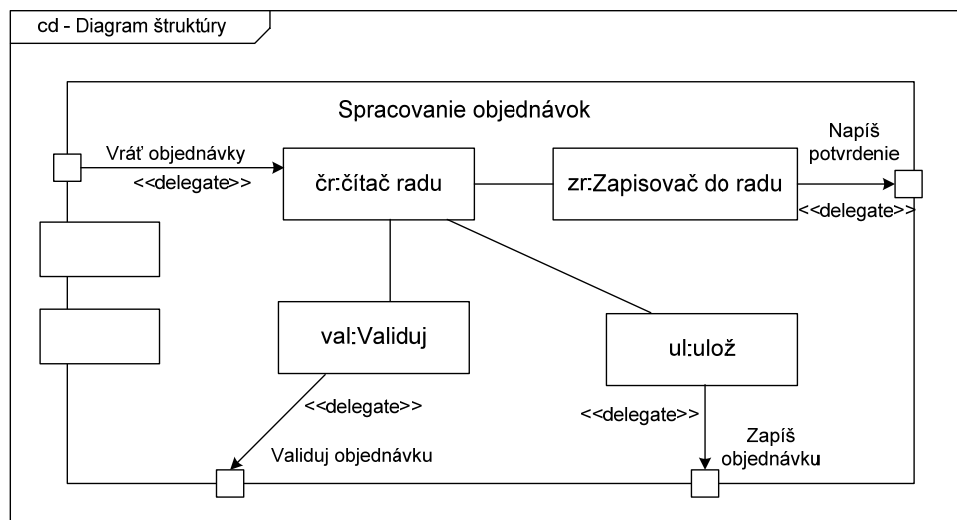 cd - Diagram štruktúry
Spracovanie objednávok
Vráť objednávky
<<delegate>>
čr:čítač radu
zr:Zapisovač do radu
Napíš
potvrdenie
<<delegate>>
val:Validuj
ul:ulož
<<delegate>>
<<delegate>>
Validuj objednávku
Zapíš
objednávku